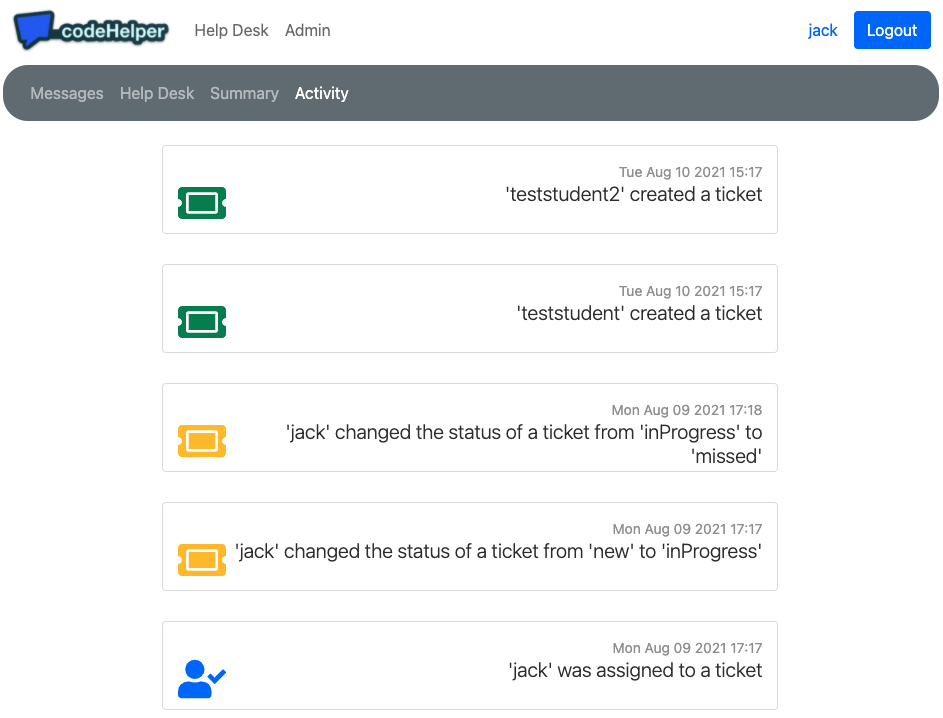 codeHelper Help Desk Admin jack Logout
Messages Help Desk Summary Activity
Tue Aug 10 2021 15:17
'teststudent2' created a ticket
Tue Aug 10 2021 15:17
'teststudent' created a ticket
Mon Aug 09 2021 17:18
'jack' changed the status of a ticket from 'inProgress' to
'missed'
Mon Aug 09 2021 17:17
'jack' changed the status of a ticket from 'new' to 'inProgress'
Mon Aug 09 2021 17:17
'jack' was assigned to a ticket